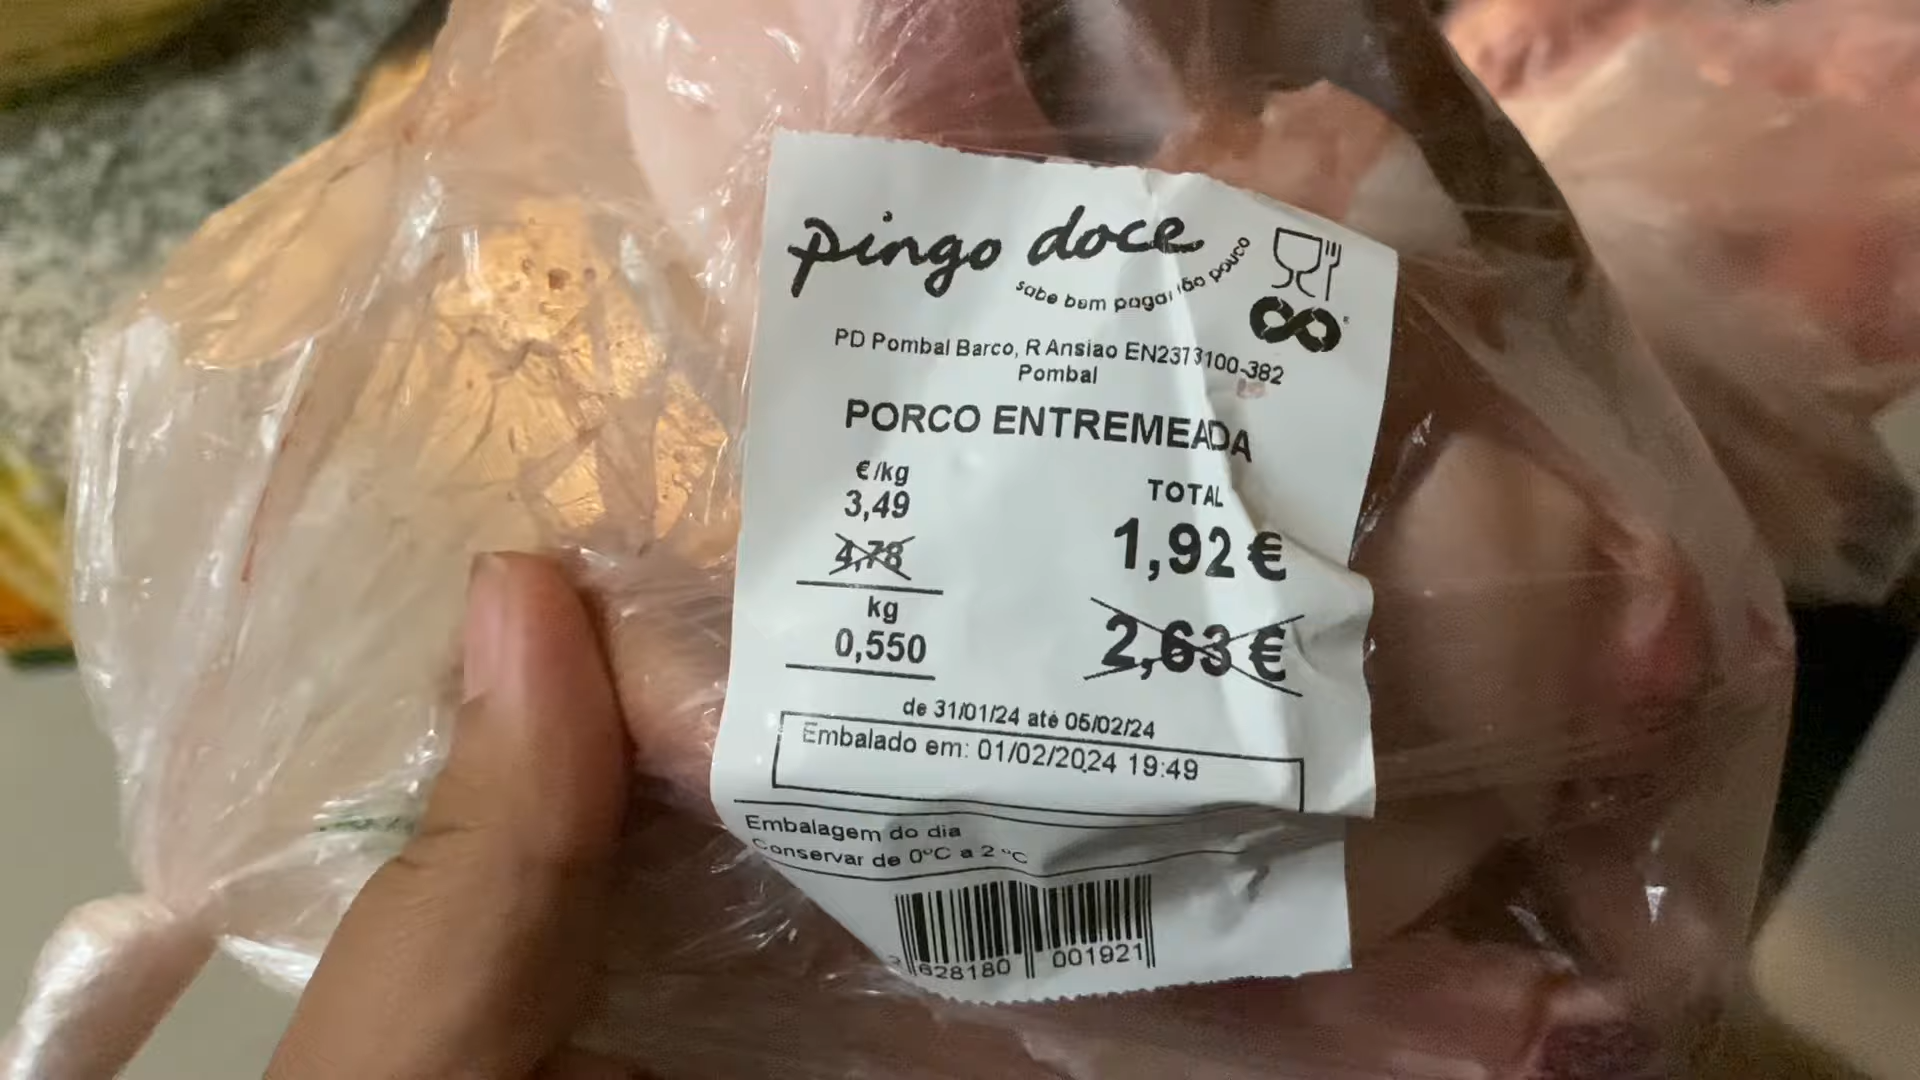 pingo doce
sabe bem pagar tão pouco
PD Pombal Barco, R Ansiao EN2373100-382
Pombal
PORCO ENTREMEADA
€/kg
3,49
4,78
kg
0,550
TOTAL
1,92 €
2,63 €
de 31/01/24 até 05/02/24
Embalado em: 01/02/2024 19:49
Embalagem do dia
Conservar de 0ºC a 2 ºC
2 628180 001921